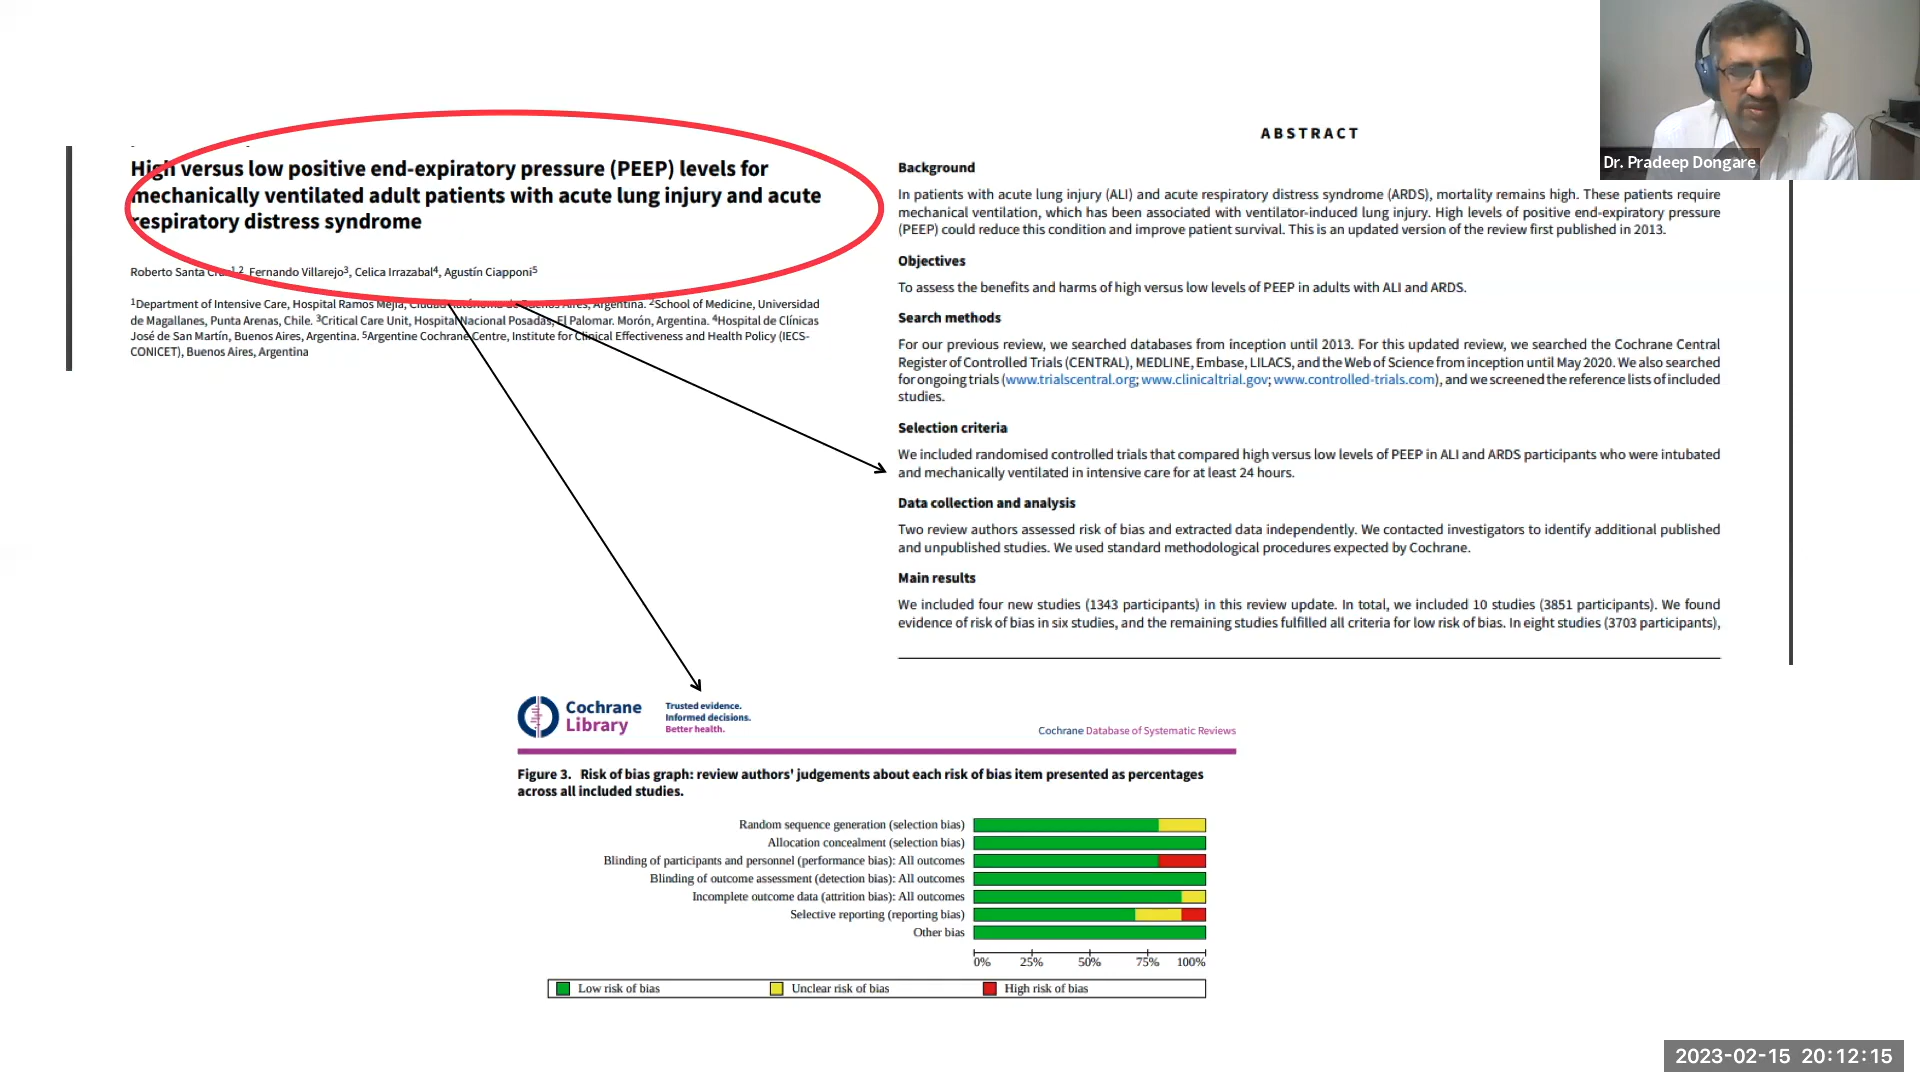 High versus low positive end-expiratory pressure (PEEP) levels for
mechanically ventilated adult patients with acute lung injury and acute
respiratory distress syndrome
Roberto Santa Cruz1,2, Fernando Villarejo3, Celica Irrazabal4, Agustín Ciapponi5
1Department of Intensive Care, Hospital Ramos Mejía, Ciudad Autónoma de Buenos Aires, Argentina. 2School of Medicine, Universidad
de Magallanes, Punta Arenas, Chile. 3Critical Care Unit, Hospital Nacional Posadas, El Palomar. Morón, Argentina. 4Hospital de Clínicas
José de San Martín, Buenos Aires, Argentina. 5Argentine Cochrane Centre, Institute for Clinical Effectiveness and Health Policy (IECS-
CONICET), Buenos Aires, Argentina
ABSTRACT
Background
In patients with acute lung injury (ALI) and acute respiratory distress syndrome (ARDS), mortality remains high. These patients require
mechanical ventilation, which has been associated with ventilator-induced lung injury. High levels of positive end-expiratory pressure
(PEEP) could reduce this condition and improve patient survival. This is an updated version of the review first published in 2013.
Objectives
To assess the benefits and harms of high versus low levels of PEEP in adults with ALI and ARDS.
Search methods
For our previous review, we searched databases from inception until 2013. For this updated review, we searched the Cochrane Central
Register of Controlled Trials (CENTRAL), MEDLINE, Embase, LILACS, and the Web of Science from inception until May 2020. We also searched
for ongoing trials (www.trialscentral.org; www.clinicaltrial.gov; www.controlled-trials.com), and we screened the reference lists of included
studies.
Selection criteria
We included randomised controlled trials that compared high versus low levels of PEEP in ALI and ARDS participants who were intubated
and mechanically ventilated in intensive care for at least 24 hours.
Data collection and analysis
Two review authors assessed risk of bias and extracted data independently. We contacted investigators to identify additional published
and unpublished studies. We used standard methodological procedures expected by Cochrane.
Main results
We included four new studies (1343 participants) in this review update. In total, we included 10 studies (3851 participants). We found
evidence of risk of bias in six studies, and the remaining studies fulfilled all criteria for low risk of bias. In eight studies (3703 participants),
Dr. Pradeep Dongare
Cochrane
Library
Trusted evidence.
Informed decisions.
Better health.
Cochrane Database of Systematic Reviews
Figure 3. Risk of bias graph: review authors' judgements about each risk of bias item presented as percentages
across all included studies.
Random sequence generation (selection bias)
Allocation concealment (selection bias)
Blinding of participants and personnel (performance bias): All outcomes
Blinding of outcome assessment (detection bias): All outcomes
Incomplete outcome data (attrition bias): All outcomes
Selective reporting (reporting bias)
Other bias
0% 25% 50% 75% 100%
Low risk of bias Unclear risk of bias High risk of bias
2023-02-15 20:12:15